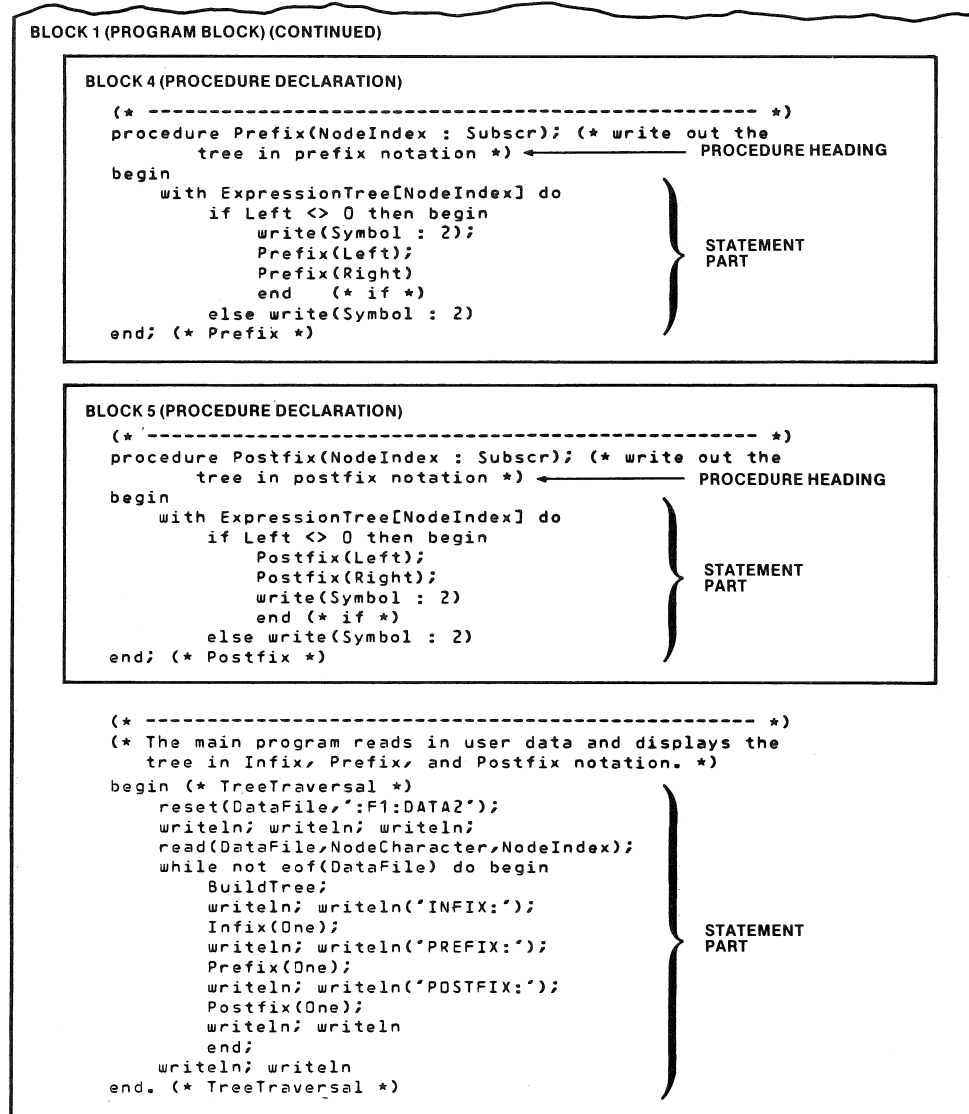 BLOCK 1 (PROGRAM BLOCK) (CONTINUED)
BLOCK 4 (PROCEDURE DECLARATION)
(* -------------------------------------------------- *)
procedure Prefix(NodeIndex : Subscr); (* write out the
tree in prefix notation *) PROCEDURE HEADING
begin
with ExpressionTree[NodeIndex] do
if Left <> 0 then begin
write(Symbol : 2);
Prefix(Left);
Prefix(Right)
end (* if *)
else write(Symbol : 2)
end; (* Prefix *)
STATEMENT
PART
BLOCK 5 (PROCEDURE DECLARATION)
(* -------------------------------------------------- *)
procedure Postfix(NodeIndex : Subscr); (* write out the
tree in postfix notation *) PROCEDURE HEADING
begin
with ExpressionTree[NodeIndex] do
if Left <> 0 then begin
Postfix(Left);
Postfix(Right);
write(Symbol : 2)
end (* if *)
else write(Symbol : 2)
end; (* Postfix *)
STATEMENT
PART
(* -------------------------------------------------- *)
(* The main program reads in user data and displays the
tree in Infix, Prefix, and Postfix notation. *)
begin (* TreeTraversal *)
reset(DataFile,':F1:DATA2');
writeln; writeln; writeln;
read(DataFile,NodeCharacter,NodeIndex);
while not eof(DataFile) do begin
BuildTree;
writeln; writeln('INFIX:');
Infix(One);
writeln; writeln('PREFIX:');
Prefix(One);
writeln; writeln('POSTFIX:');
Postfix(One);
writeln; writeln
end;
writeln; writeln
end. (* TreeTraversal *)
STATEMENT
PART